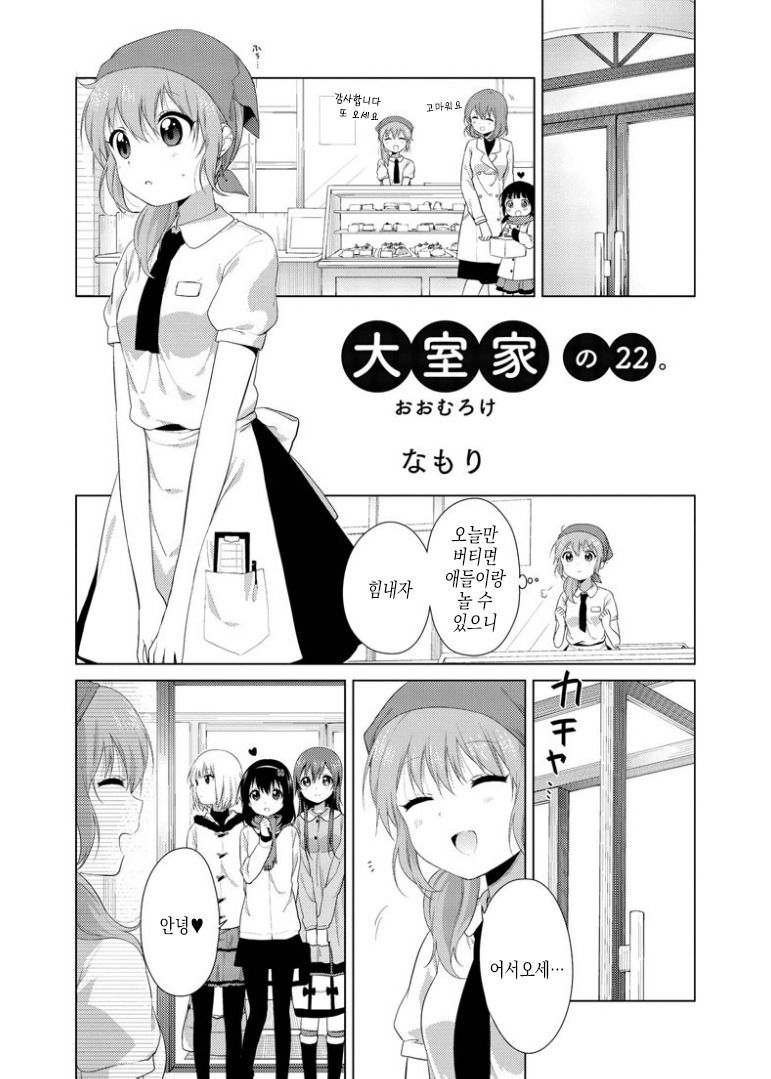 ふぅ…
감사합니다
또 오세요
고마워요
大室家の22。
おおむろけ
なもり
오늘만
버티면
애들이랑
놀 수
있으니
힘내자
カチャ
어서오세…
안녕♥